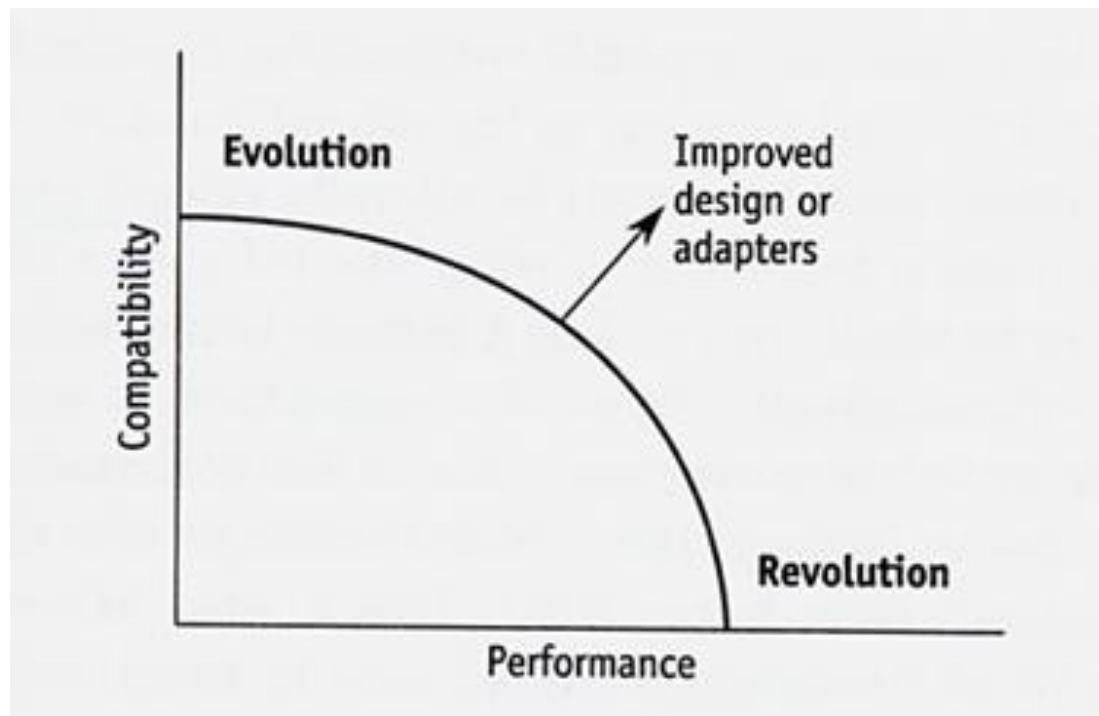 Evolution
Improved
design or
adapters
Compatibility
Revolution
Performance